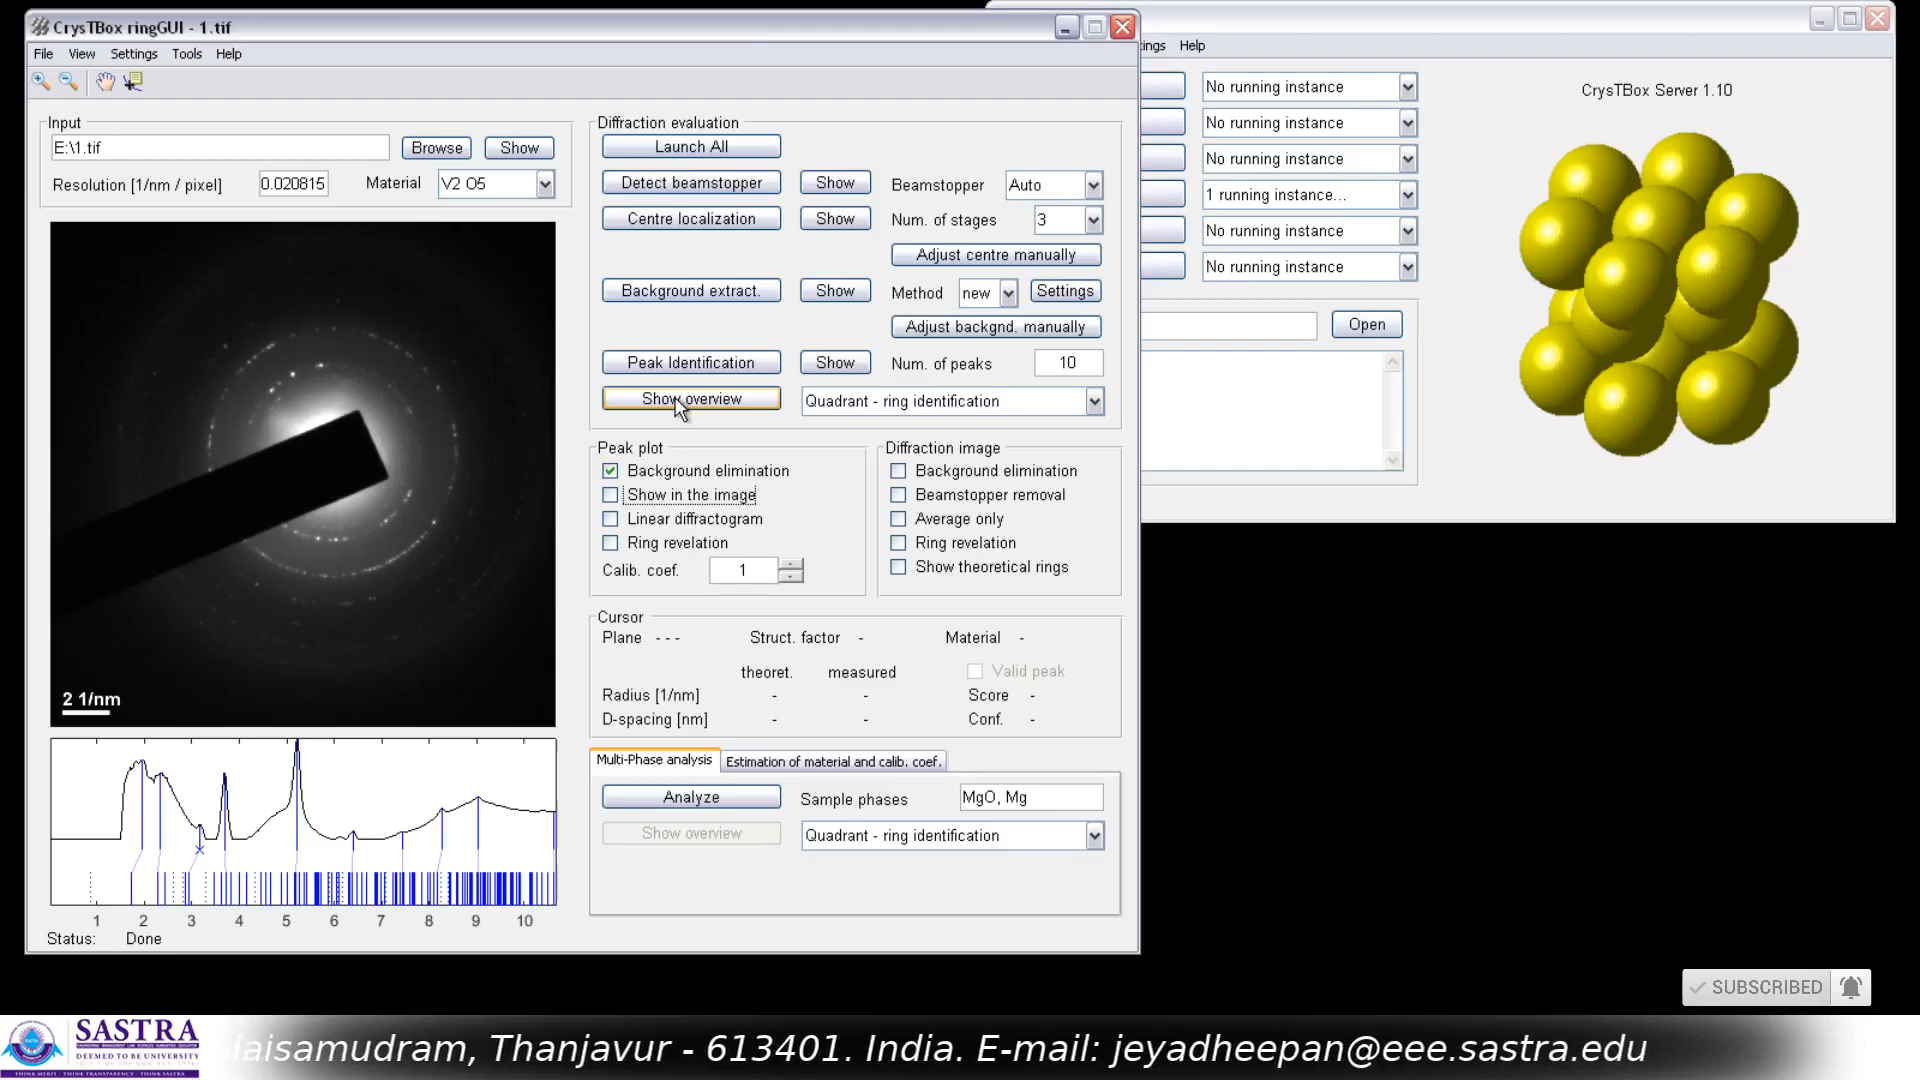 CrysTBox ringGUI - 1.tif
File View Settings Tools Help
Input
E:\1.tif Browse Show
Resolution [1/nm / pixel] 0.020815 Material V2 O5
2 1/nm
1 2 3 4 5 6 7 8 9 10
Status: Done
Diffraction evaluation
Launch All
Detect beamstopper Show Beamstopper Auto
Centre localization Show Num. of stages 3
Adjust centre manually
Background extract. Show Method new Settings
Adjust backgnd. manually
Peak Identification Show Num. of peaks 10
Show overview Quadrant - ring identification
Peak plot
Background elimination
Show in the image
Linear diffractogram
Ring revelation
Calib. coef. 1
Diffraction image
Background elimination
Beamstopper removal
Average only
Ring revelation
Show theoretical rings
Cursor
Plane - - - Struct. factor - Material -
theoret. measured Valid peak
Radius [1/nm] - - Score -
D-spacing [nm] - - Conf. -
Multi-Phase analysis Estimation of material and calib. coef.
Analyze Sample phases MgO, Mg
Show overview Quadrant - ring identification
ings Help
No running instance
No running instance
No running instance
1 running instance...
No running instance
No running instance
Open
CrysTBox Server 1.10
SUBSCRIBED
SASTRA
DEEMED TO BE UNIVERSITY
THINK MERIT · THINK TRANSPARENCY · THINK SASTRA
iaisamudram, Thanjavur - 613401. India. E-mail: jeyadheepan@eee.sastra.edu